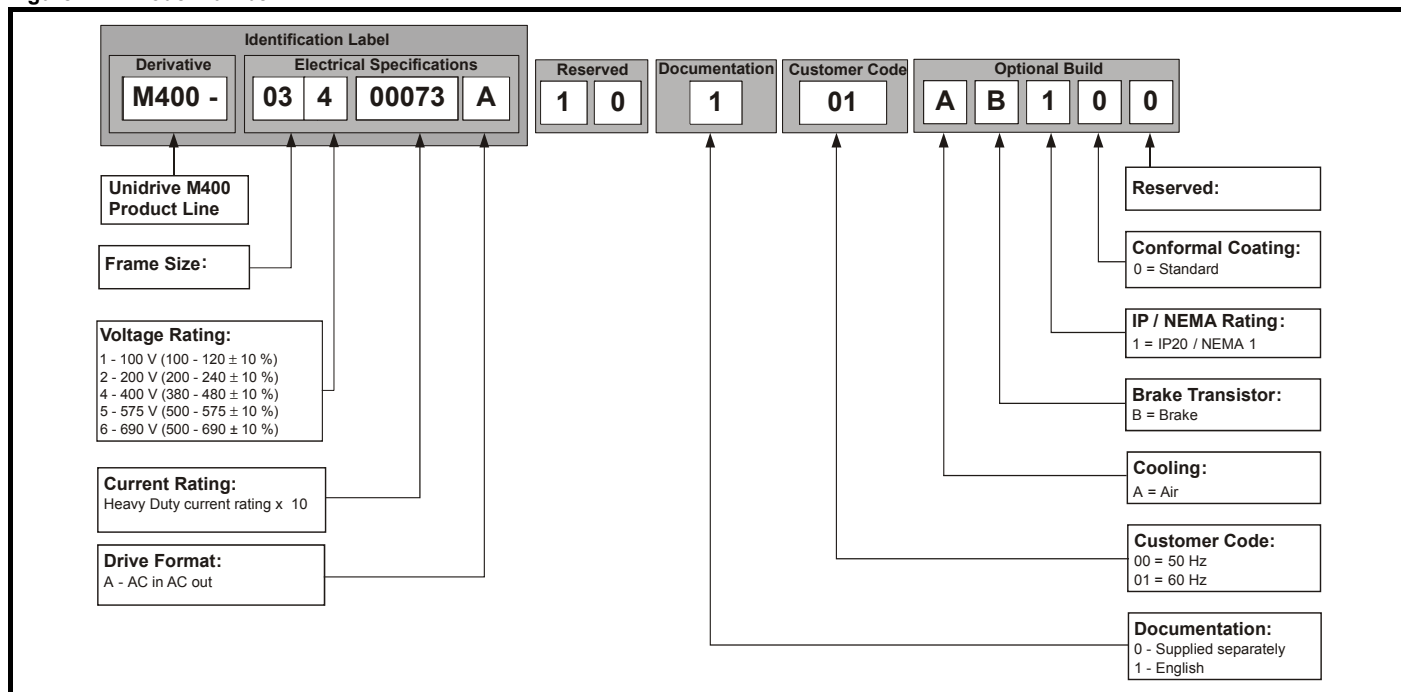 Identification Label
Derivative
Electrical Specifications
Reserved
Documentation
Customer Code
Optional Build
M400 -
03
4
00073
A
1
0
1
01
A
B
1
0
0
Unidrive M400
Product Line
Frame Size:
Voltage Rating:
1 - 100 V (100 - 120 ± 10 %)
2 - 200 V (200 - 240 ± 10 %)
4 - 400 V (380 - 480 ± 10 %)
5 - 575 V (500 - 575 ± 10 %)
6 - 690 V (500 - 690 ± 10 %)
Current Rating:
Heavy Duty current rating x 10
Drive Format:
A - AC in AC out
Reserved:
Conformal Coating:
0 = Standard
IP / NEMA Rating:
1 = IP20 / NEMA 1
Brake Transistor:
B = Brake
Cooling:
A = Air
Customer Code:
00 = 50 Hz
01 = 60 Hz
Documentation:
0 - Supplied separately
1 - English